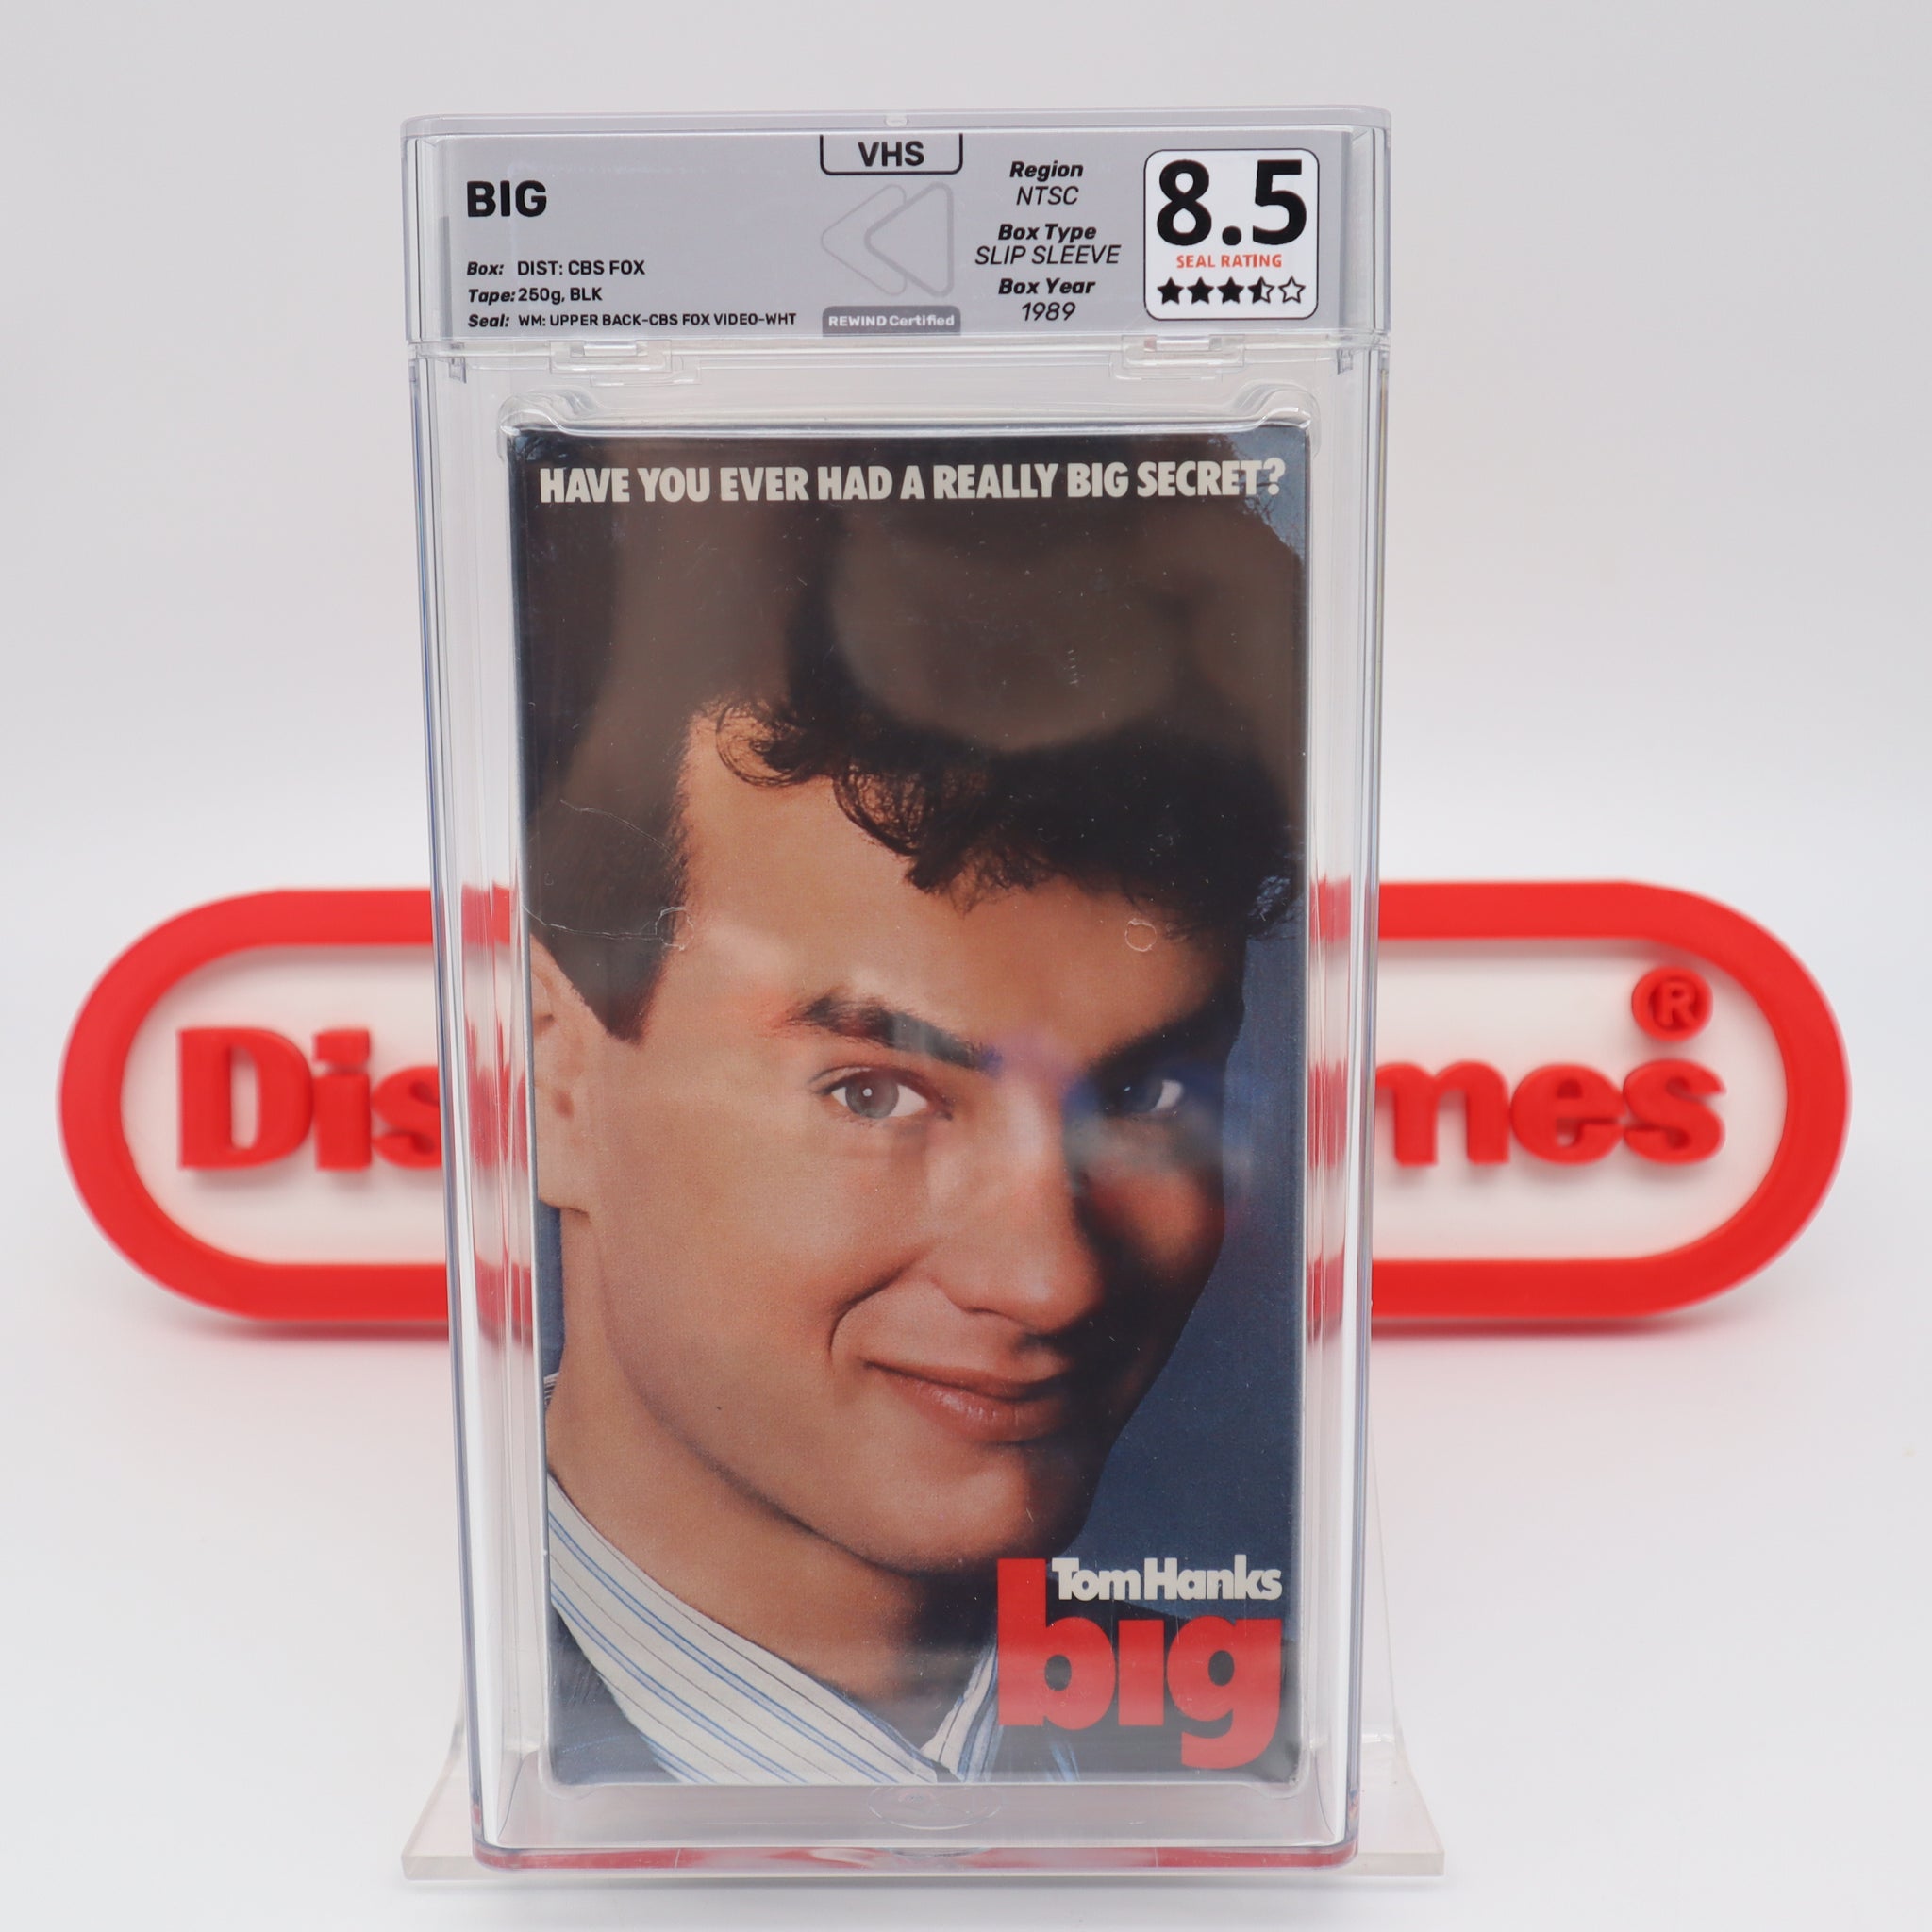 VHS
BIG
Box: DIST: CBS FOX
Tape: 250g, BLK
Seal: WM: UPPER BACK-CBS FOX VIDEO-WHT
REWIND Certified
Region
NTSC
Box Type
SLIP SLEEVE
Box Year
1989
8.5
SEAL RATING
HAVE YOU EVER HAD A REALLY BIG SECRET?
Tom Hanks
big
®